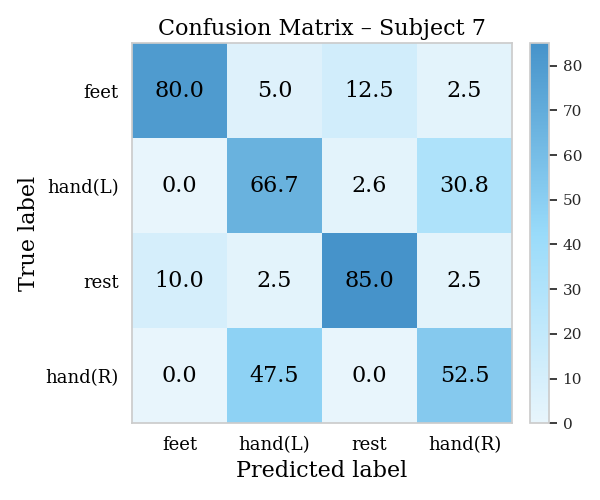 Confusion Matrix – Subject 7
True label
feet 80.0 5.0 12.5 2.5
hand(L) 0.0 66.7 2.6 30.8
rest 10.0 2.5 85.0 2.5
hand(R) 0.0 47.5 0.0 52.5
feet hand(L) rest hand(R)
Predicted label
80
70
60
50
40
30
20
10
0